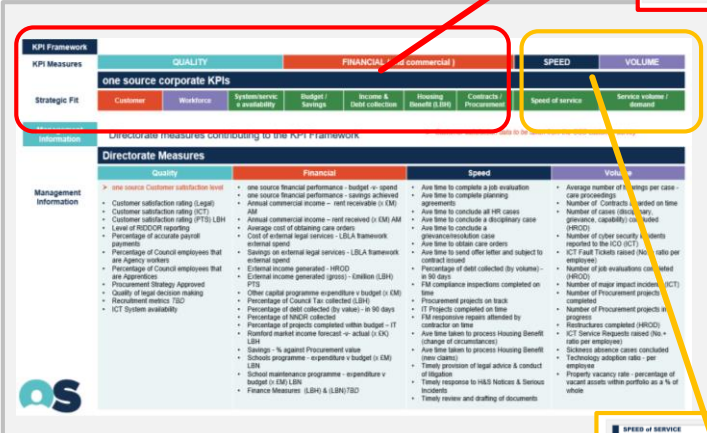 KPI Framework
KPI Measures
QUALITY
FINANCIAL ( commercial )
SPEED
VOLUME
one source corporate KPIs
Strategic Fit
Customer
Workforce
System/servic
e availability
Budget /
Savings
Income &
Debt collection
Housing
Benefit (LBH)
Contracts /
Procurement
Speed of service
Service volume /
demand
Information
Directorate measures contributing to the KPI Framework
Directorate Measures
Management
Information
Quality
➤ one source Customer satisfaction level
• Customer satisfaction rating (Legal)
• Customer satisfaction rating (ICT)
• Customer satisfaction rating (PTS) LBH
• Level of RIDDOR reporting
• Percentage of accurate payroll
payments
• Percentage of Council employees that
are Agency workers
• Percentage of Council employees that
are Apprentices
• Procurement Strategy Approved
• Quality of legal decision making
• Recruitment metrics TBD
• ICT System availability
Financial
• one source financial performance - budget -v- spend
• one source financial performance - savings achieved
• Annual commercial income – rent receivable (x £M)
AM
• Annual commercial income – rent received (x £M) AM
• Average cost of obtaining care orders
• Cost of external legal services - LBLA framework
external spend
• Savings on external legal services - LBLA framework
external spend
• External income generated - HROD
• External income generated (gross) - £million (LBH)
PTS
• Other capital programme expenditure v budget (x £M)
• Percentage of Council Tax collected (LBH)
• Percentage of debt collected (by value) - in 90 days
• Percentage of NNDR collected
• Percentage of projects completed within budget – IT
• Romford market income forecast -v- actual (x £K)
LBH
• Savings - % against Procurement value
• Schools programme - expenditure v budget (x £M)
LBN
• School maintenance programme - expenditure v
budget (x £M) LBN
• Finance Measures (LBH) & (LBN) TBD
Speed
• Ave time to complete a job evaluation
• Ave time to complete planning
agreements
• Ave time to conclude all HR cases
• Ave time to conclude a disciplinary case
• Ave time to conclude a
grievance/resolution case
• Ave time to obtain care orders
• Ave time to send offer letter and subject to
contract issued
• Percentage of debt collected (by volume) -
in 90 days
• FM compliance inspections completed on
time
• Procurement projects on track
• IT Projects completed on time
• FM responsive repairs attended by
contractor on time
• Ave time taken to process Housing Benefit
(change of circumstances)
• Ave time taken to process Housing Benefit
(new claims)
• Timely provision of legal advice & conduct
of litigation
• Timely response to H&S Notices & Serious
Incidents
• Timely review and drafting of documents
Volume
• Average number of hearings per case -
care proceedings
• Number of Contracts awarded on time
• Number of cases (disciplinary,
grievance, capability) concluded
(HROD)
• Number of cyber security incidents
reported to the ICO (ICT)
• ICT Fault Tickets raised (No.+ ratio per
employee)
• Number of job evaluations completed
(HROD)
• Number of major impact incidents (ICT)
• Number of Procurement projects
completed
• Number of Procurement projects in
progress
• Restructures completed (HROD)
• ICT Service Requests raised (No.+
ratio per employee)
• Sickness absence cases concluded
• Technology adoption ratio - per
employee
• Property vacancy rate - percentage of
vacant assets within portfolio as a % of
whole
OS
SPEED of SERVICE